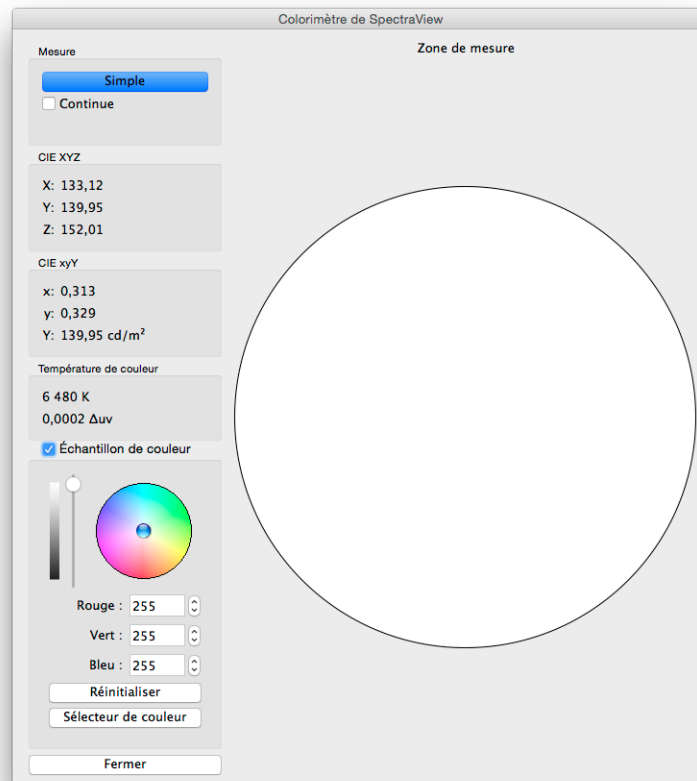 Colorimètre de SpectraView
Mesure
Simple
Continue
CIE XYZ
X: 133,12
Y: 139,95
Z: 152,01
CIE xyY
x: 0,313
y: 0,329
Y: 139,95 cd/m²
Température de couleur
6 480 K
0,0002 Δuv
Échantillon de couleur
Rouge : 255
Vert : 255
Bleu : 255
Réinitialiser
Sélecteur de couleur
Fermer
Zone de mesure